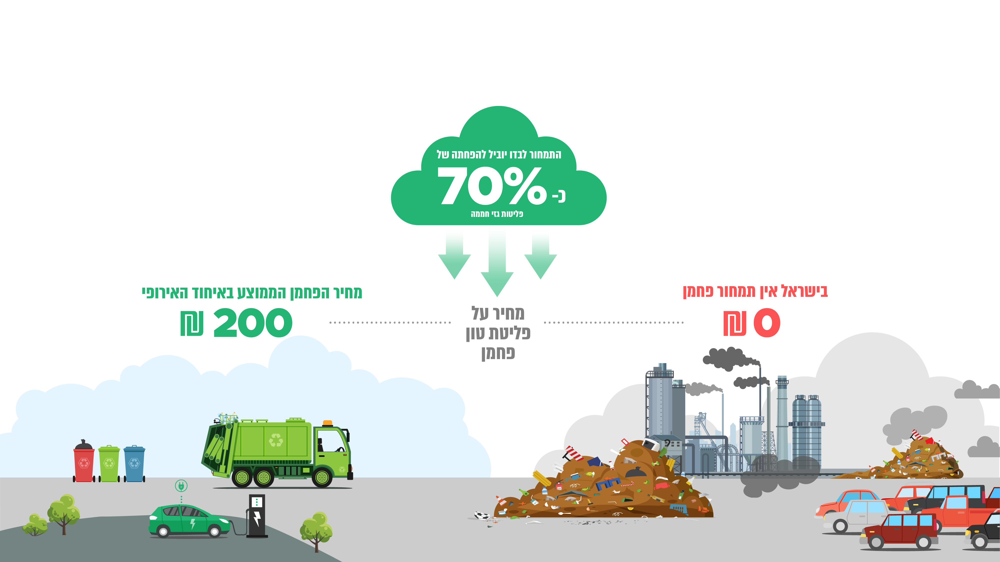 התמחור לבדו יוביל להפחתה של
כ- 70%
פליטות גזי חממה
בישראל אין תמחור פחמן
0 ₪
מחיר על
פליטת טון
פחמן
מחיר הפחמן הממוצע באיחוד האירופי
200 ₪